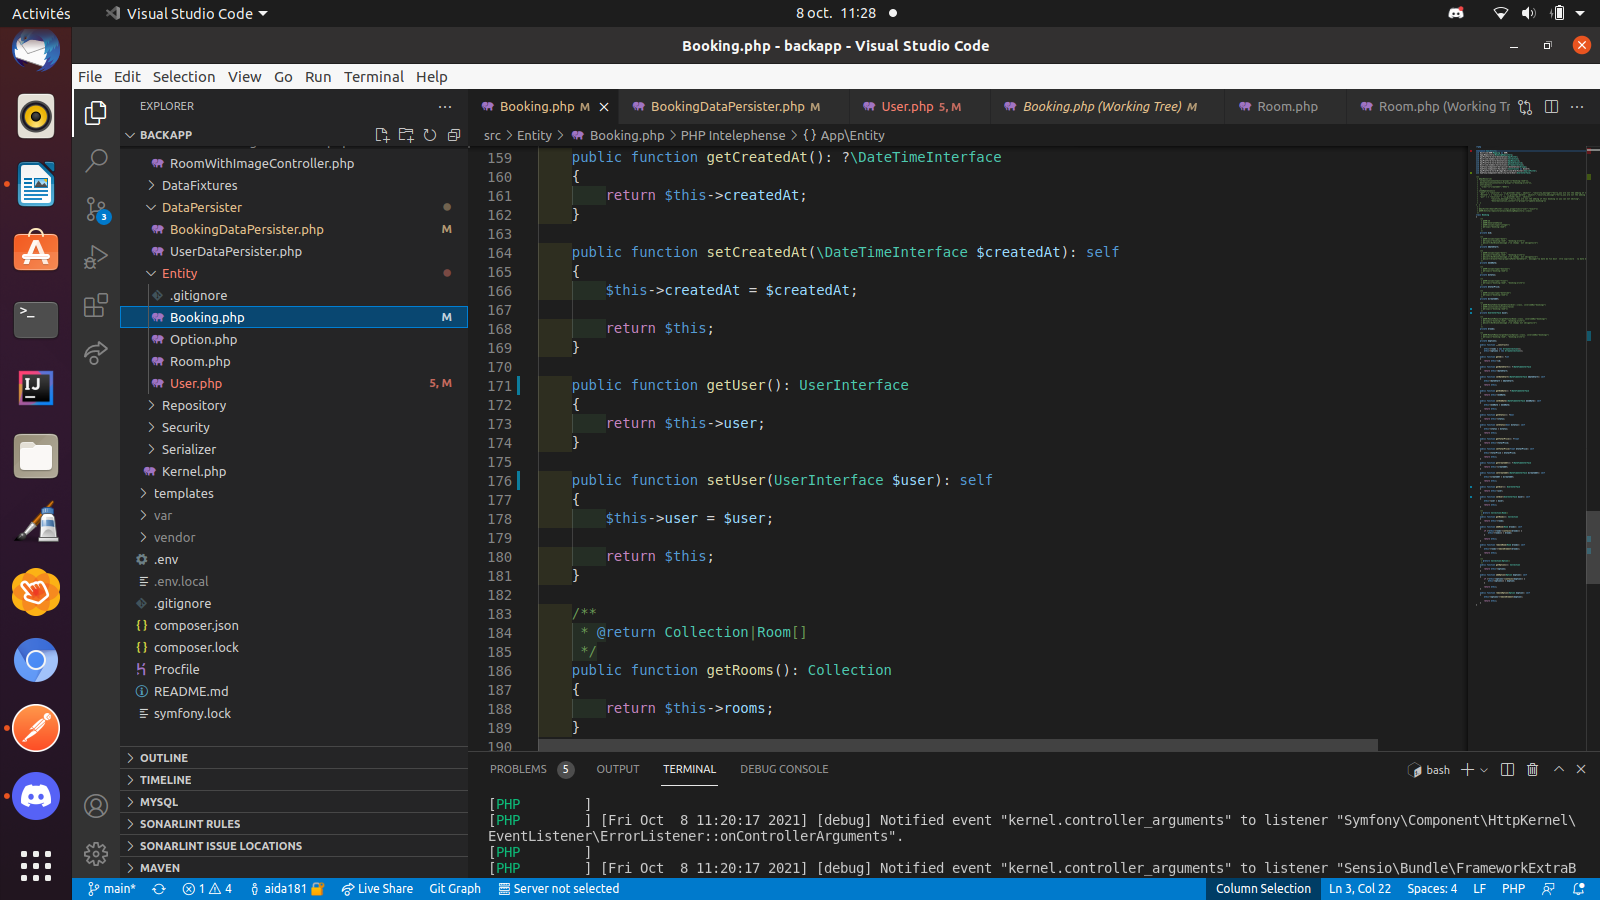 Activités
Visual Studio Code
8 oct. 11:28
Booking.php - backapp - Visual Studio Code
File Edit Selection View Go Run Terminal Help
EXPLORER
Booking.php M
BookingDataPersister.php M
User.php 5, M
Booking.php (Working Tree) M
Room.php
Room.php (Working Tr
BACKAPP
src > Entity > Booking.php > PHP Intelephense > {} App\Entity
RoomWithImageController.php
DataFixtures
DataPersister
BookingDataPersister.php M
UserDataPersister.php
Entity
.gitignore
Booking.php M
Option.php
Room.php
User.php 5, M
Repository
Security
Serializer
Kernel.php
templates
var
vendor
.env
.env.local
.gitignore
composer.json
composer.lock
Procfile
README.md
symfony.lock
OUTLINE
TIMELINE
MYSQL
SONARLINT RULES
SONARLINT ISSUE LOCATIONS
MAVEN
3
159 public function getCreatedAt(): ?\DateTimeInterface
160 {
161 return $this->createdAt;
162 }
163
164 public function setCreatedAt(\DateTimeInterface $createdAt): self
165 {
166 $this->createdAt = $createdAt;
167
168 return $this;
169 }
170
171 public function getUser(): UserInterface
172 {
173 return $this->user;
174 }
175
176 public function setUser(UserInterface $user): self
177 {
178 $this->user = $user;
179
180 return $this;
181 }
182
183 /**
184 * @return Collection|Room[]
185 */
186 public function getRooms(): Collection
187 {
188 return $this->rooms;
189 }
190
PROBLEMS 5 OUTPUT TERMINAL DEBUG CONSOLE
bash
[PHP ]
[PHP ] [Fri Oct 8 11:20:17 2021] [debug] Notified event "kernel.controller_arguments" to listener "Symfony\Component\HttpKernel\
EventListener\ErrorListener::onControllerArguments".
[PHP ]
[PHP ] [Fri Oct 8 11:20:17 2021] [debug] Notified event "kernel.controller_arguments" to listener "Sensio\Bundle\FrameworkExtraB
main* 1 4 aida181 Live Share Git Graph Server not selected
Column Selection Ln 3, Col 22 Spaces: 4 LF PHP